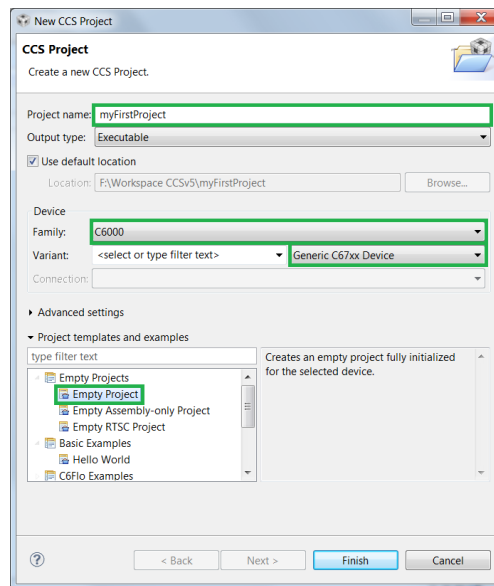 New CCS Project
CCS Project
Create a new CCS Project.
Project name: myFirstProject
Output type: Executable
Use default location
Location: F:\Workspace CCSv5\myFirstProject Browse...
Device
Family: C6000
Variant: <select or type filter text> Generic C67xx Device
Connection:
Advanced settings
Project templates and examples
type filter text
Creates an empty project fully initialized
for the selected device.
Empty Projects
Empty Project
Empty Assembly-only Project
Empty RTSC Project
Basic Examples
Hello World
C6Flo Examples
< Back Next > Finish Cancel